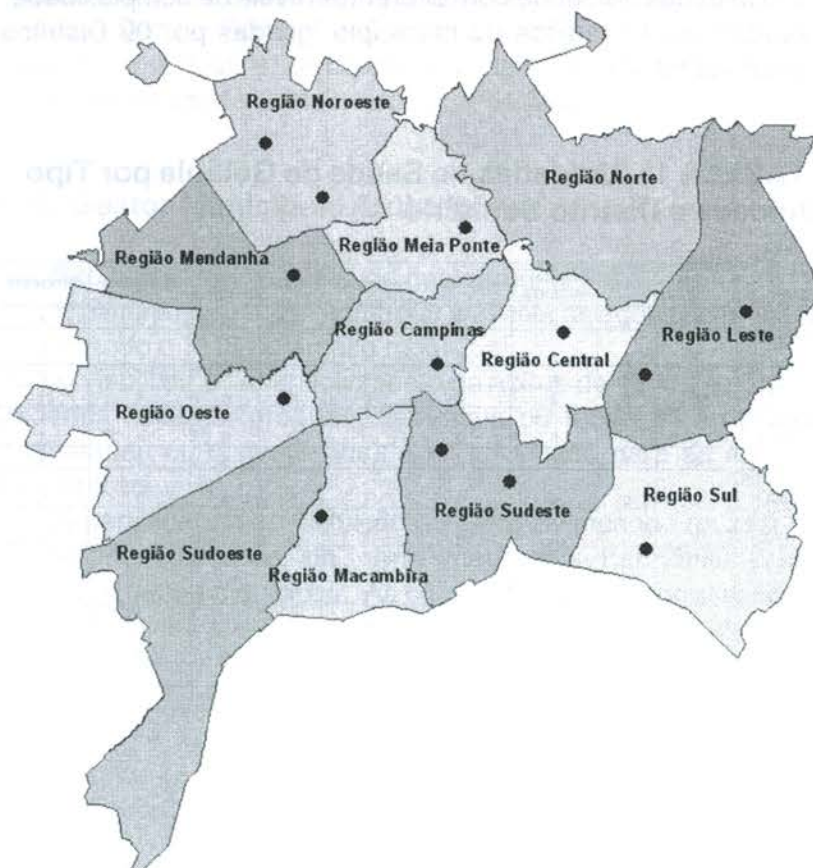 Região Noroeste
Região Norte
Região Meia Ponte
Região Mendanha
Região Campinas
Região Leste
Região Central
Região Oeste
Região Sul
Região Sudeste
Região Sudoeste
Região Macambira